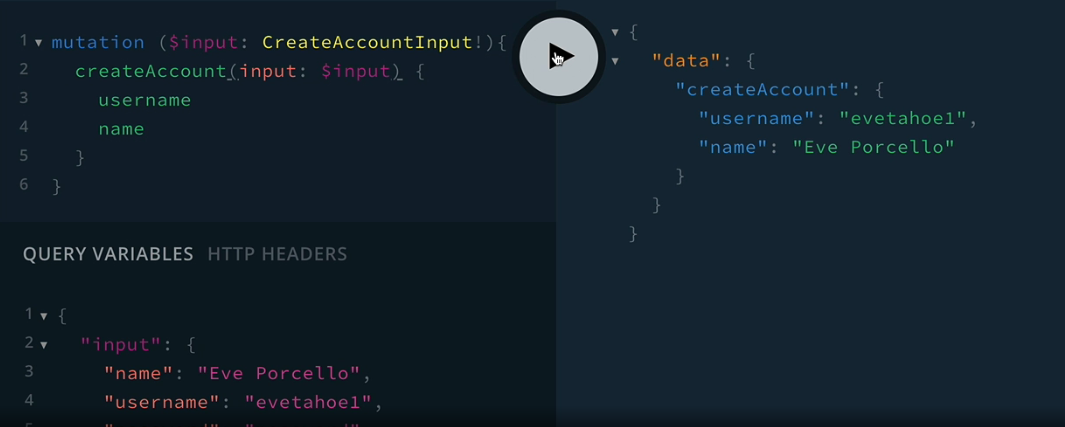 1 mutation ($input: CreateAccountInput!){
2 createAccount(input: $input) {
3 username
4 name
5 }
6 }
QUERY VARIABLES HTTP HEADERS
1 {
2 "input": {
3 "name": "Eve Porcello",
4 "username": "evetahoe1",
{
"data": {
"createAccount": {
"username": "evetahoe1",
"name": "Eve Porcello"
}
}
}